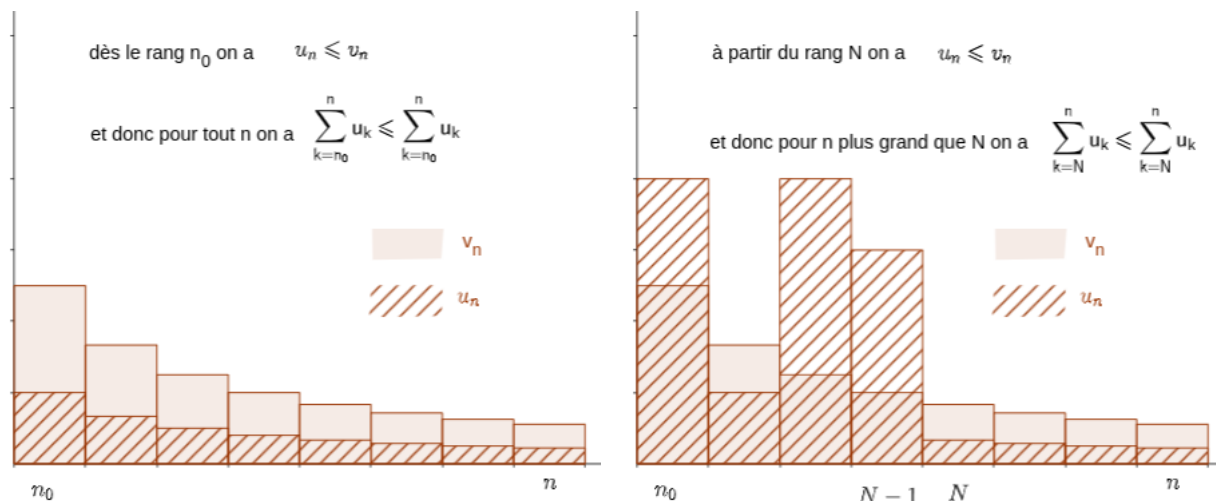 dès le rang n₀ on a uₙ ⩽ vₙ
et donc pour tout n on a ∑_{k=n₀}^{n} uₖ ⩽ ∑_{k=n₀}^{n} uₖ
vₙ
uₙ
n₀ n
à partir du rang N on a uₙ ⩽ vₙ
et donc pour n plus grand que N on a ∑_{k=N}^{n} uₖ ⩽ ∑_{k=N}^{n} uₖ
vₙ
uₙ
n₀ N − 1 N n